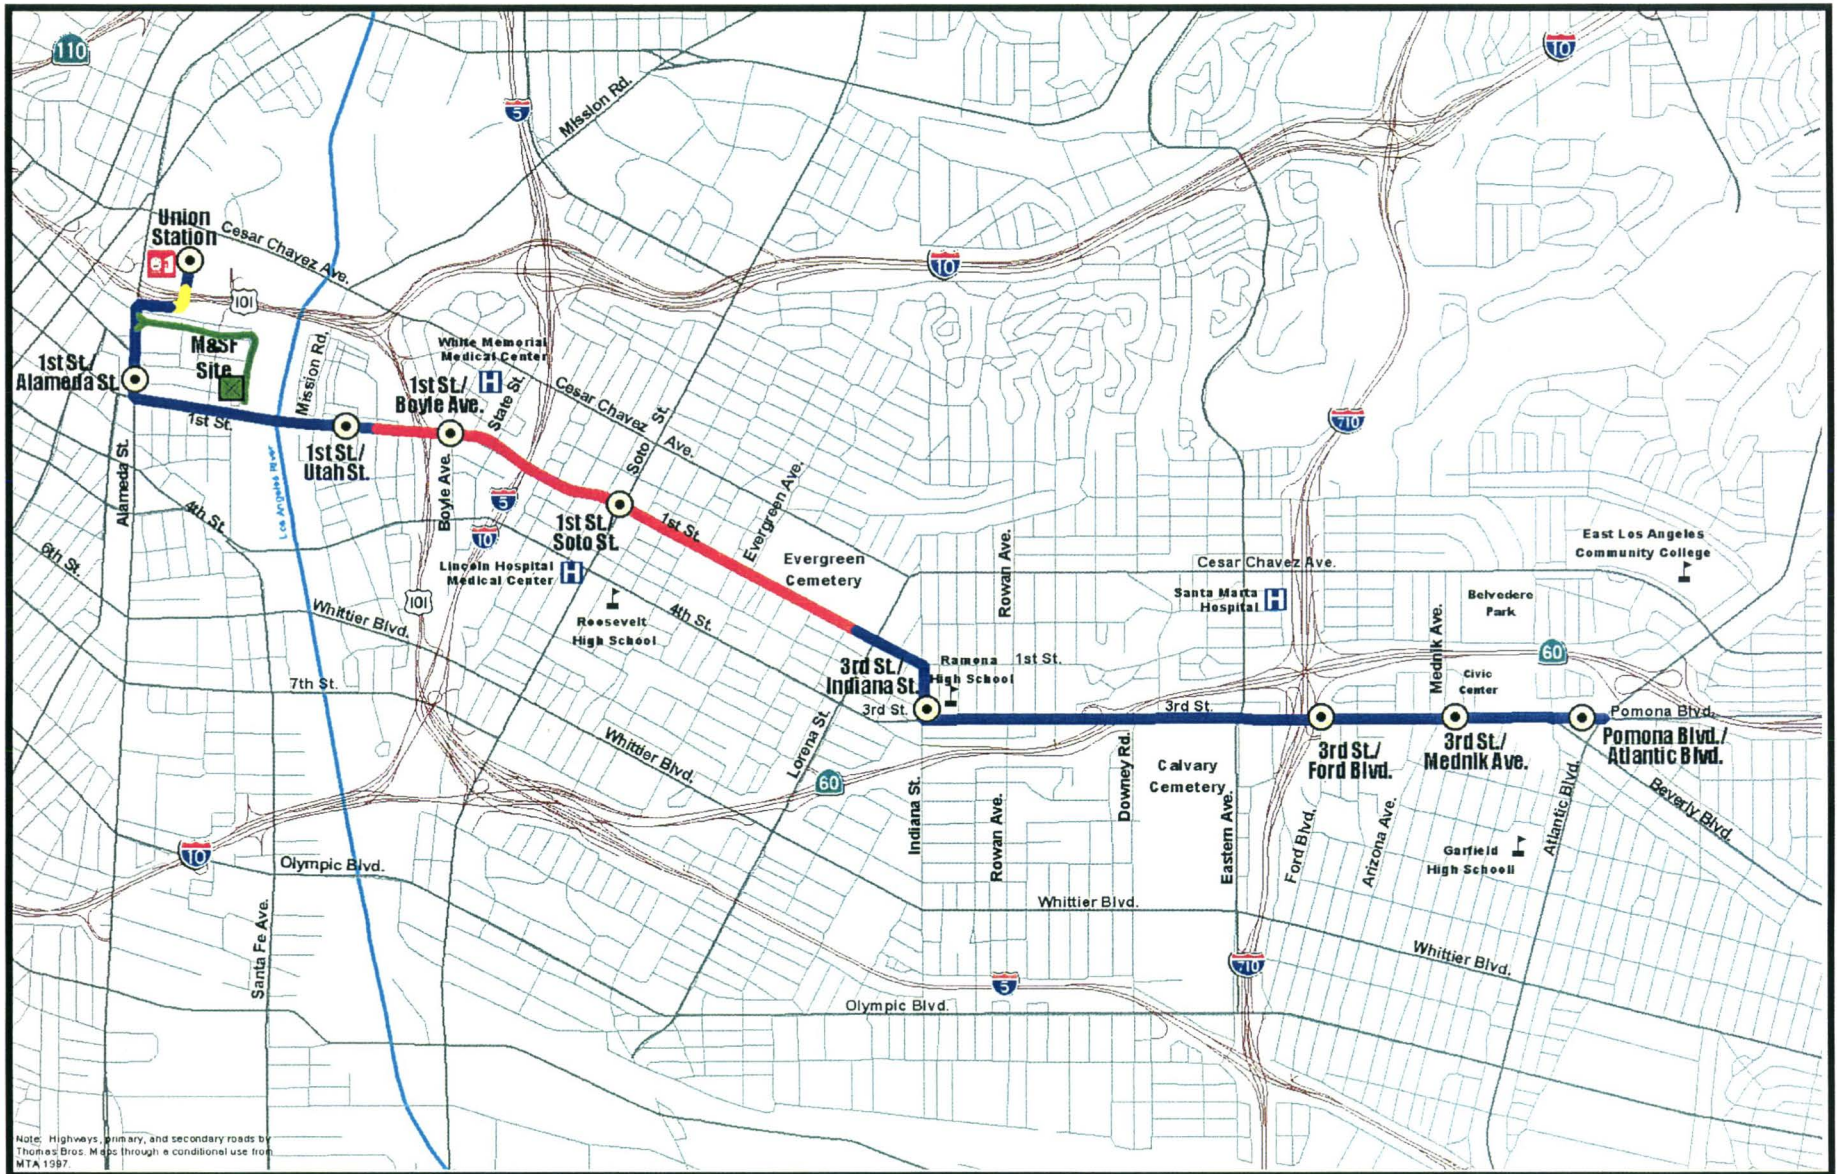 110
10
5
Mission Rd.
Union
Station
Cesar Chavez Ave.
10
101
M&SF
Site
Mission Rd.
White Memorial
Medical Center
H
State St.
1st St./
Alameda St.
1st St./
Boyle Ave.
Cesar Chavez
Ave.
Soto St.
710
1st St.
1st St./
Utah St.
Alameda St.
Los Angeles River
Boyle Ave.
5
10
4th St.
6th St.
1st St./
Soto St.
1st St.
Evergreen Ave.
Evergreen
Cemetery
Rowan Ave.
Cesar Chavez Ave.
East Los Angeles
Community College
Lincoln Hospital
Medical Center
H
101
Whittier Blvd.
Roosevelt
High School
4th St.
Santa Marta
Hospital
H
Belvedere
Park
Mednik Ave.
60
Civic
Center
3rd St./
Indiana St.
Ramona
High School
1st St.
3rd St.
3rd St.
Pomona Blvd.
7th St.
Whittier Blvd.
Lorena St.
60
3rd St./
Ford Blvd.
3rd St./
Mednik Ave.
Pomona Blvd./
Atlantic Blvd.
Indiana St.
Rowan Ave.
Downey Rd.
Calvary
Cemetery
Eastern Ave.
Ford Blvd.
Arizona Ave.
Atlantic Blvd.
Beverly Blvd.
Garfield
High Schooll
10
Olympic Blvd.
Santa Fe Ave.
Whittier Blvd.
Whittier Blvd.
710
5
Olympic Blvd.
Note: Highways, primary, and secondary roads by
Thomas Bros. Maps through a conditional use from
MTA 1997.